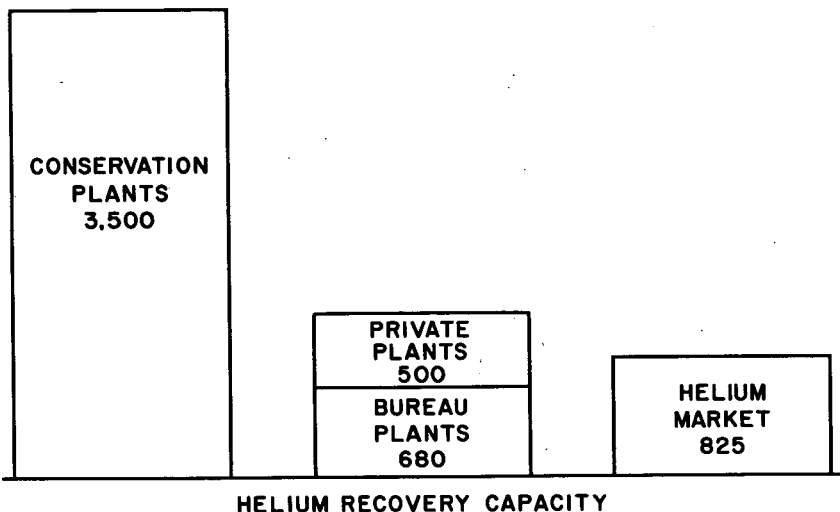 CONSERVATION
PLANTS
3,500
PRIVATE
PLANTS
500
BUREAU
PLANTS
680
HELIUM
MARKET
825
HELIUM RECOVERY CAPACITY